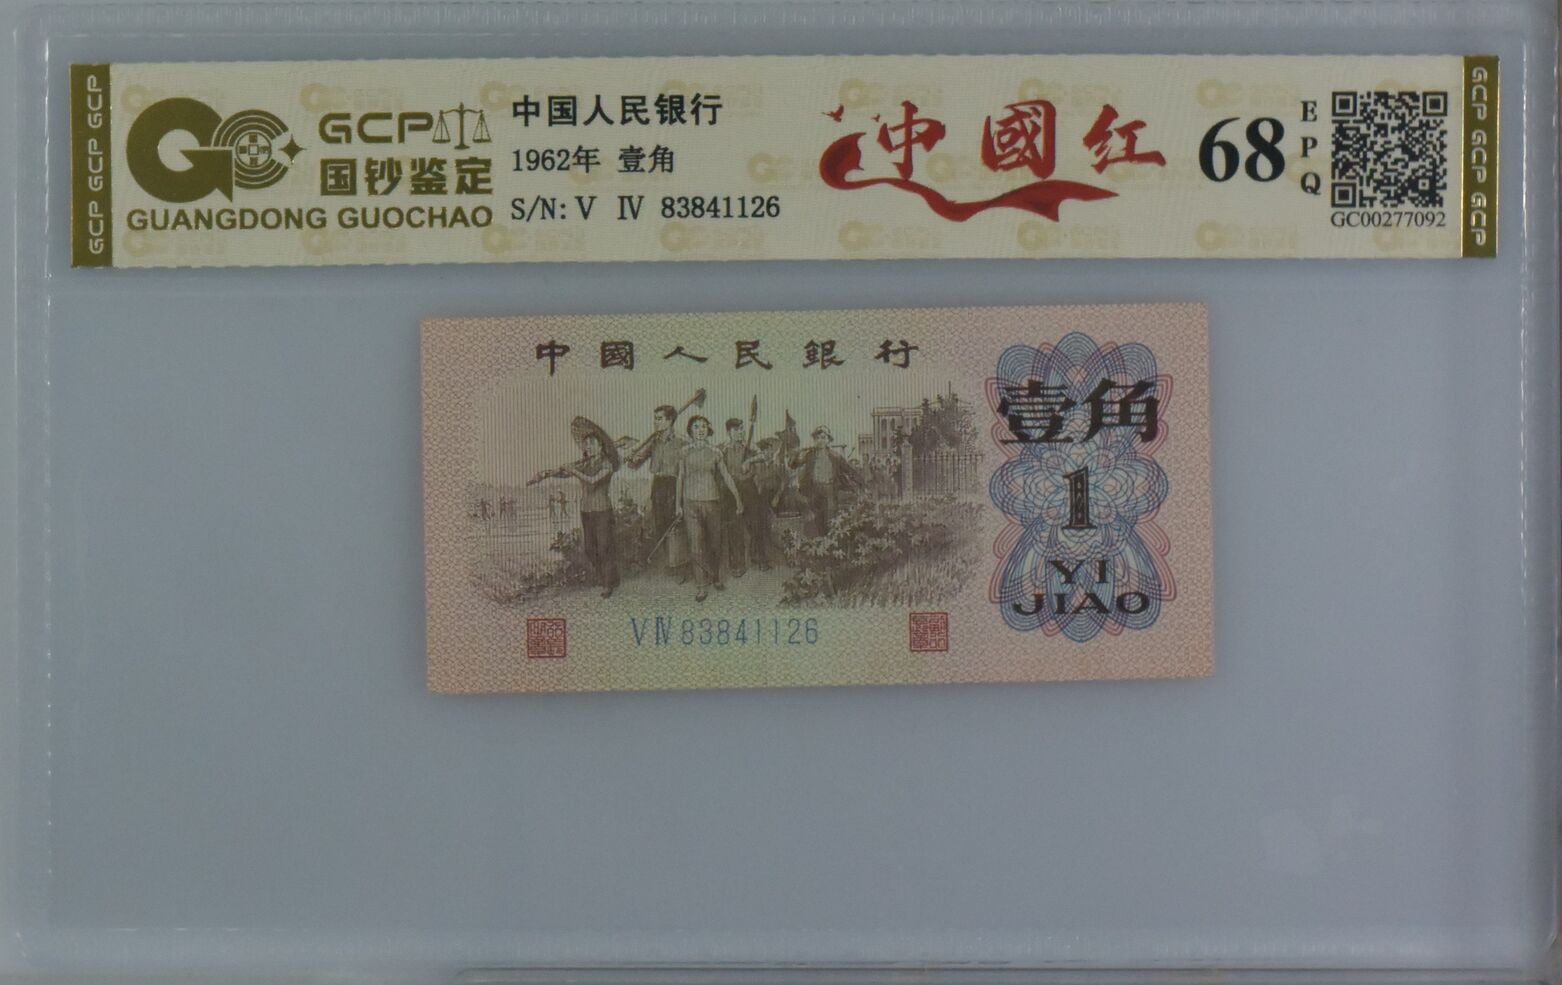 GCP GCP GCP
GCP
国钞鉴定
GUANGDONG GUOCHAO
中国人民银行
1962年 壹角
S/N: V Ⅳ 83841126
中國红
68
EPQ
GC00277092
GCP GCP GCP
中國人民銀行
壹角
1
YI
JIAO
VⅣ83841126